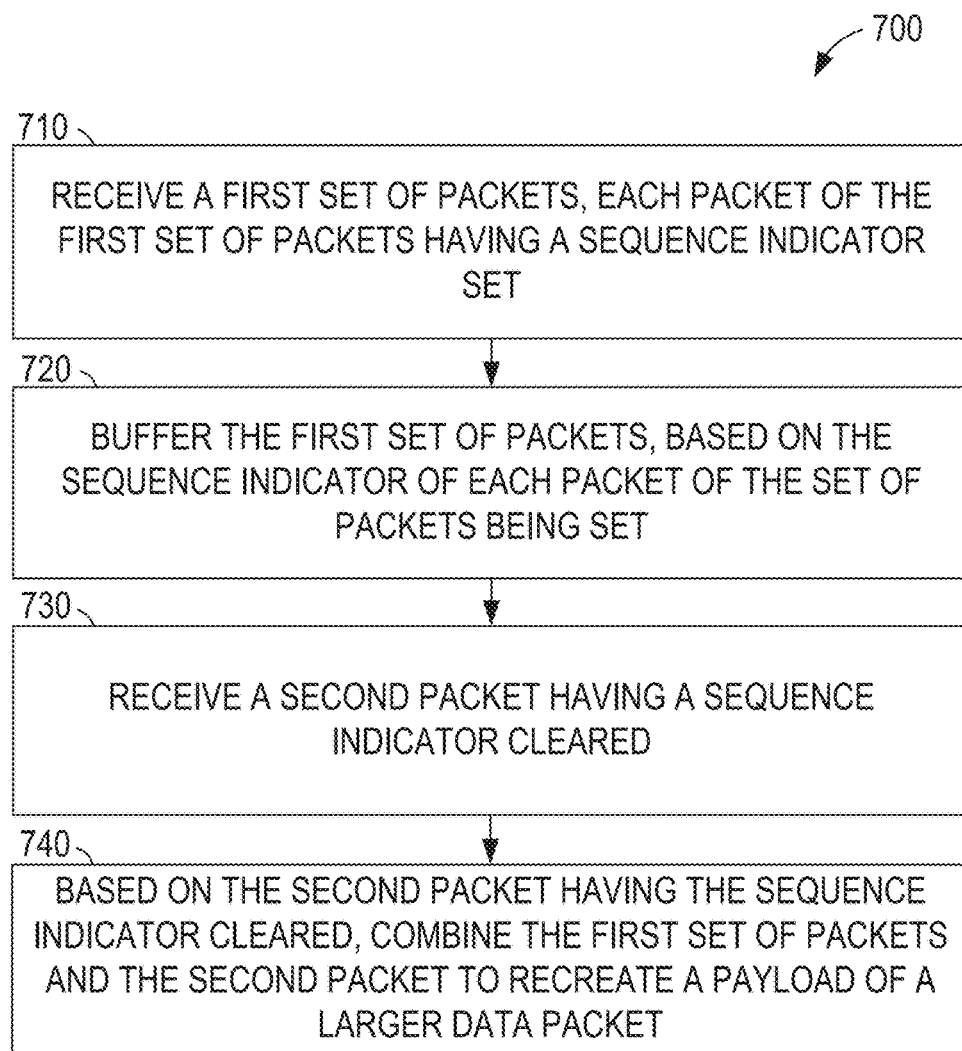 700
710
RECEIVE A FIRST SET OF PACKETS, EACH PACKET OF THE
FIRST SET OF PACKETS HAVING A SEQUENCE INDICATOR
SET
720
BUFFER THE FIRST SET OF PACKETS, BASED ON THE
SEQUENCE INDICATOR OF EACH PACKET OF THE SET OF
PACKETS BEING SET
730
RECEIVE A SECOND PACKET HAVING A SEQUENCE
INDICATOR CLEARED
740
BASED ON THE SECOND PACKET HAVING THE SEQUENCE
INDICATOR CLEARED, COMBINE THE FIRST SET OF PACKETS
AND THE SECOND PACKET TO RECREATE A PAYLOAD OF A
LARGER DATA PACKET